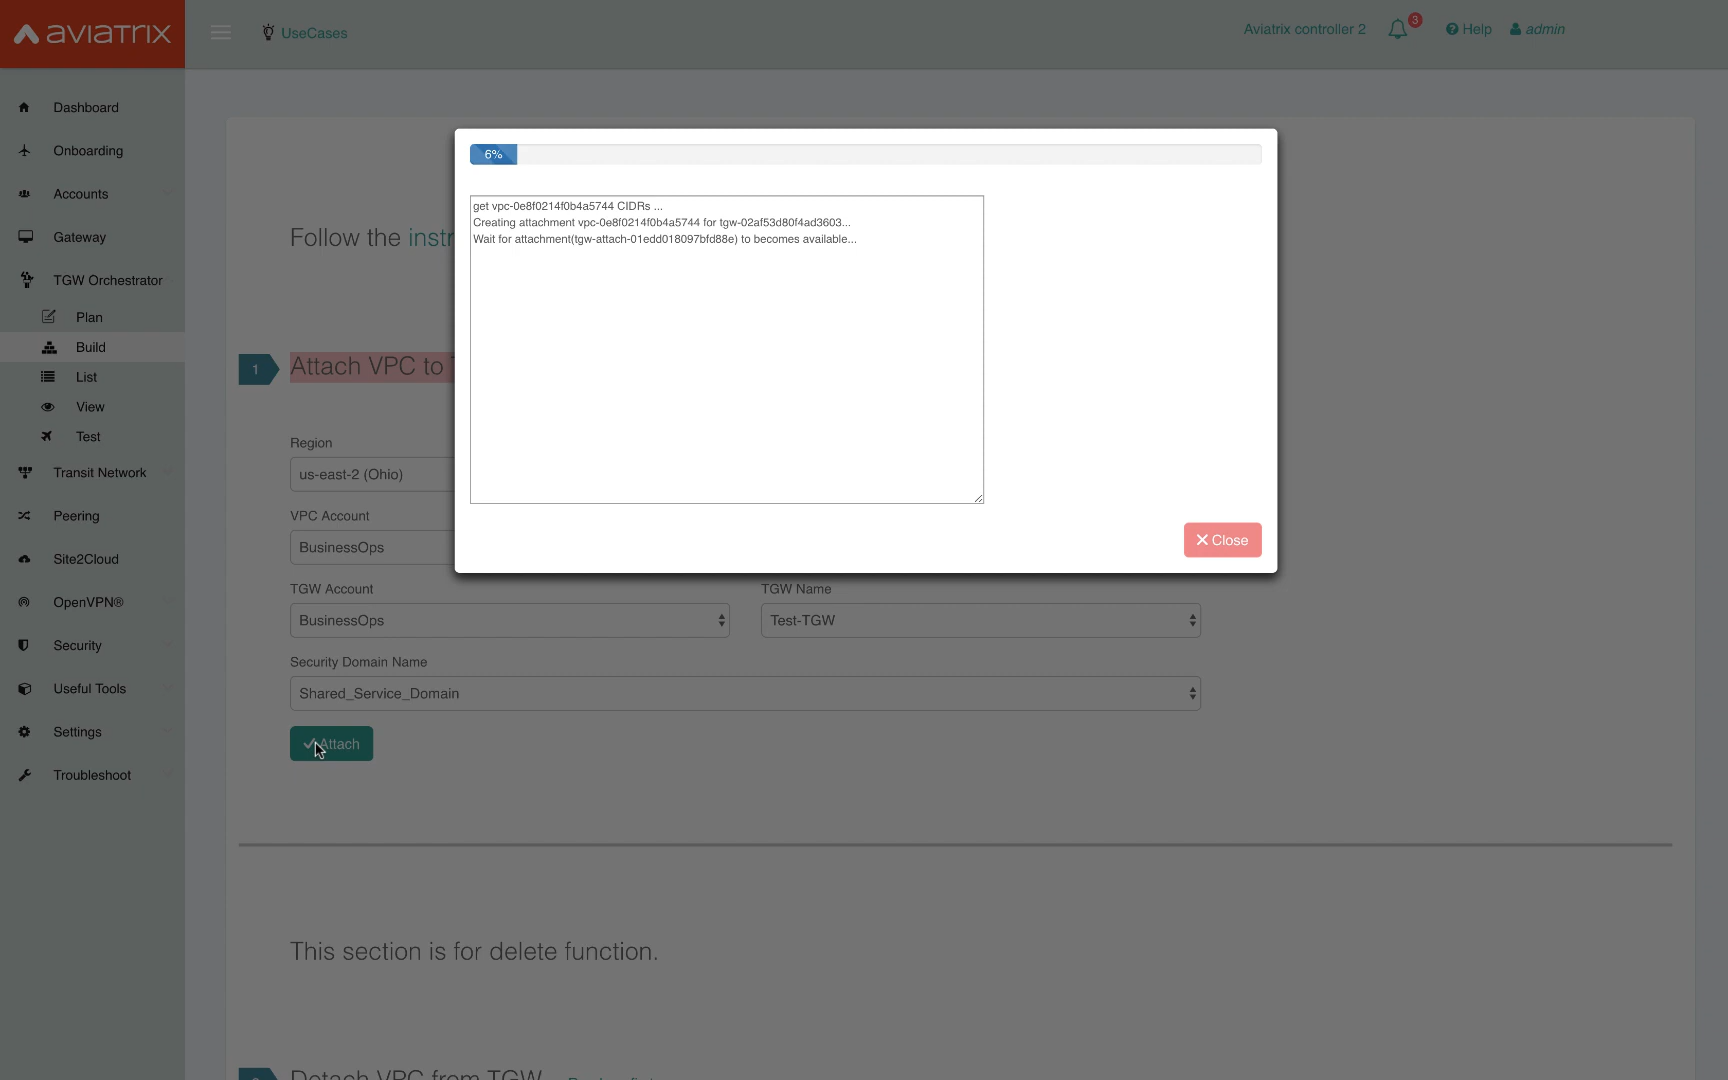 aviatrix
UseCases
Aviatrix controller 2
3
Help
admin
Dashboard
Onboarding
Accounts
Gateway
TGW Orchestrator
Plan
Build
List
View
Test
Transit Network
Peering
Site2Cloud
OpenVPN®
Security
Useful Tools
Settings
Troubleshoot
6%
get vpc-0e8f0214f0b4a5744 CIDRs ...
Creating attachment vpc-0e8f0214f0b4a5744 for tgw-02af53d80f4ad3603...
Wait for attachment(tgw-attach-01edd018097bfd88e) to becomes available...
Close
Follow the
1
Attach VPC to
Region
us-east-2 (Ohio)
VPC Account
BusinessOps
TGW Account
BusinessOps
TGW Name
Test-TGW
Security Domain Name
Shared_Service_Domain
Attach
This section is for delete function.
Detach VPC from TGW